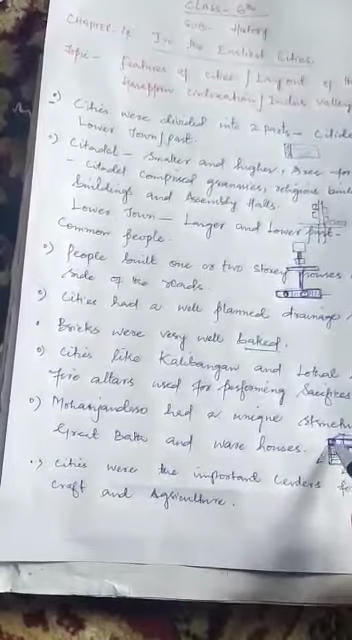 CLASS - 6th
Sub - History
CHAPTER - In the Earliest Cities.
Topic - features of cities / Layout of the
Harappan civilization / Indus valley
Cities were divided into 2 parts - Citade
Lower Town / part.
Citadel - Smaller and higher, Area for
- Citadel comprised granaries, religious buil
buildings and Assembly Halls.
Lower Town - Larger and Lower part -
Common people.
People built one or two storey houses
side of the roads.
Cities had a well planned drainage
Bricks were very well baked.
Cities like Kalibangan and Lothal
fire altars used for performing Sacrifices
had a unique structu
Great Bath and ware houses.
Cities were the important Centers fo
craft and Agriculture.